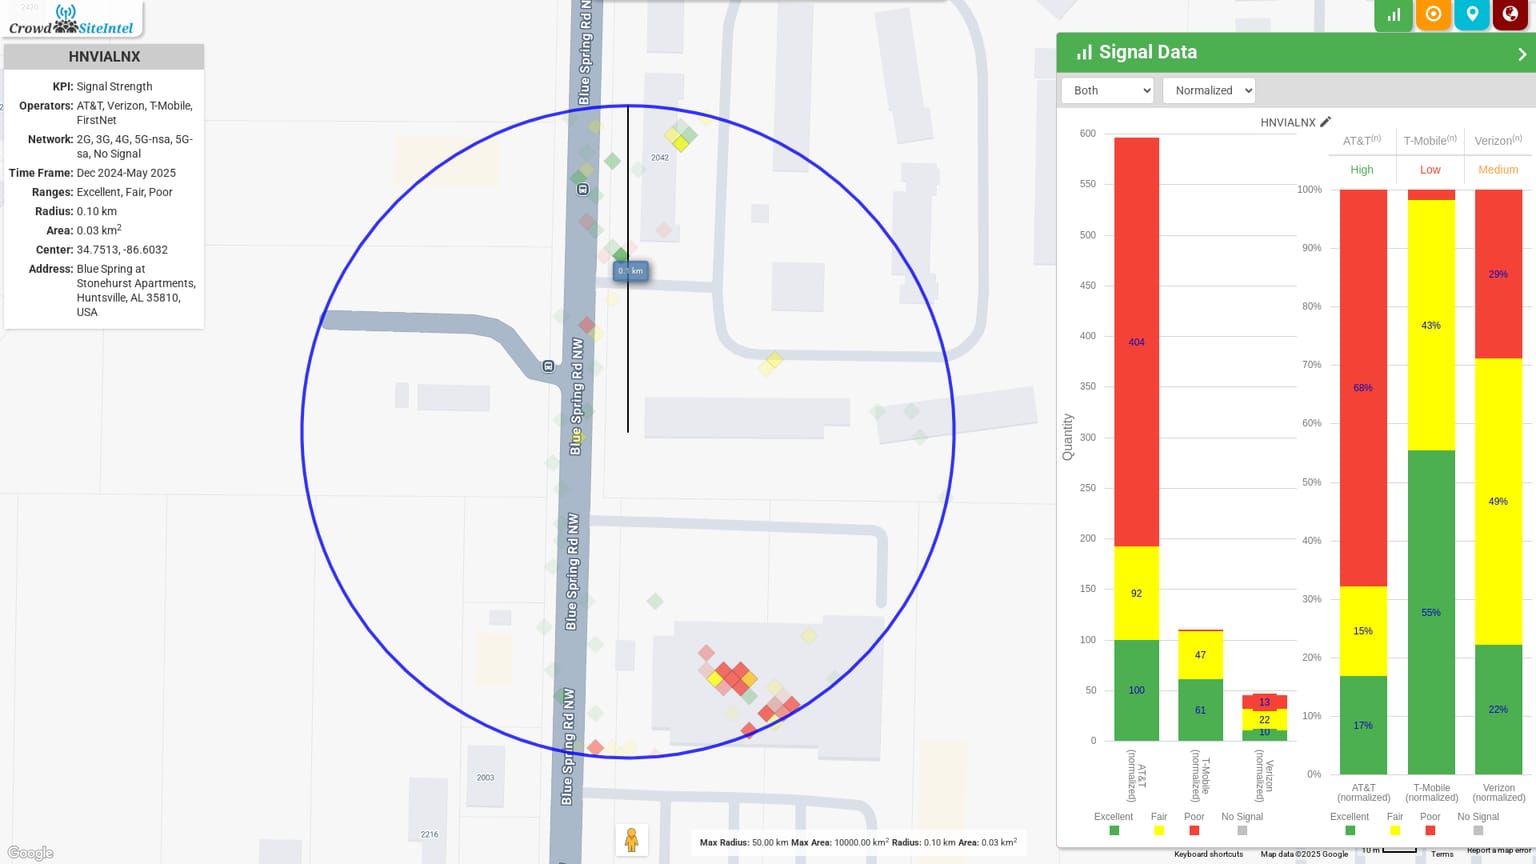 Crowd SiteIntel
HNVIALNX
KPI: Signal Strength
Operators: AT&T, Verizon, T-Mobile,
FirstNet
Network: 2G, 3G, 4G, 5G-nsa, 5G-
sa, No Signal
Time Frame: Dec 2024-May 2025
Ranges: Excellent, Fair, Poor
Radius: 0.10 km
Area: 0.03 km²
Center: 34.7513, -86.6032
Address: Blue Spring at
Stonehurst Apartments,
Huntsville, AL 35810,
USA
Blue Spring Rd NW
2042
0.1 km
Blue Spring Rd NW
Blue Spring Rd NW
Blue Spring Rd NW
2003
2216
Google
Max Radius: 50.00 km Max Area: 10000.00 km² Radius: 0.10 km Area: 0.03 km²
Signal Data
Both
Normalized
HNVIALNX
600
550
500
450
400
350
300
250
200
150
100
50
0
Quantity
404
92
100
47
61
13
22
10
AT&T
(normalized)
T-Mobile
(normalized)
Verizon
(normalized)
Excellent Fair Poor No Signal
AT&T(n) T-Mobile(n) Verizon(n)
High Low Medium
100%
90%
80%
70%
60%
50%
40%
30%
20%
10%
0%
68%
15%
17%
43%
55%
29%
49%
22%
AT&T
(normalized)
T-Mobile
(normalized)
Verizon
(normalized)
Excellent Fair Poor No Signal
Keyboard shortcuts Map data ©2025 Google 10 m Terms Report a map error